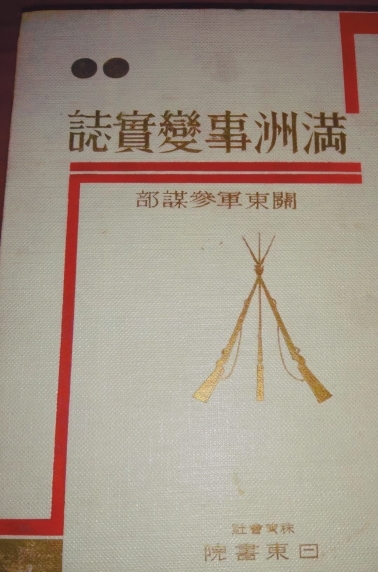 満洲事變實誌
關東軍參謀部
株式會社
日東書院